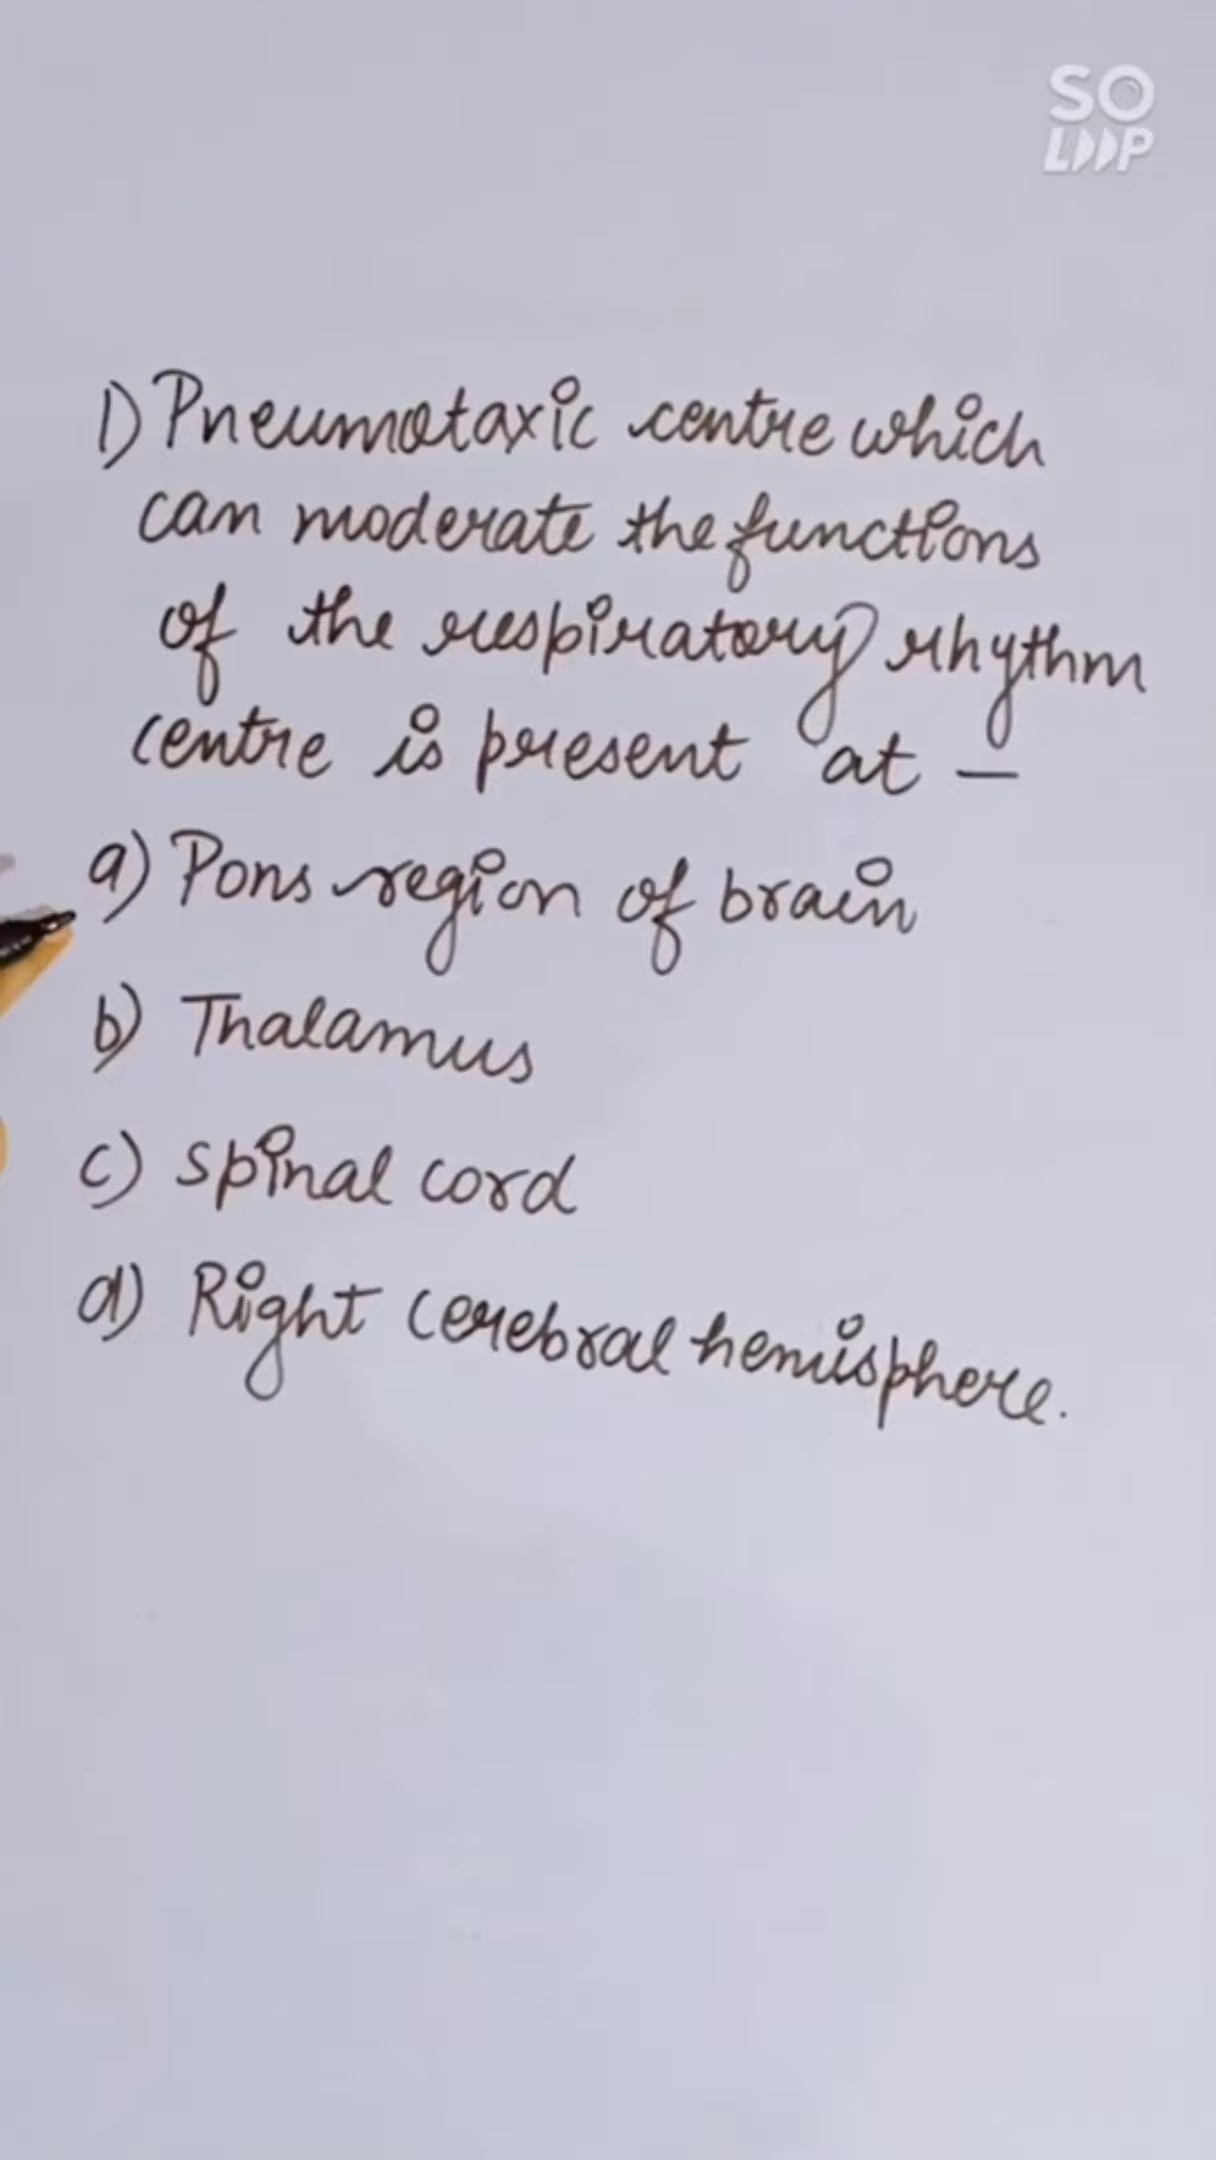 SO
LOOP
1) Pneumotaxic centre which
can moderate the functions
of the respiratory rhythm
centre is present at —
a) Pons region of brain
b) Thalamus
c) spinal cord
d) Right cerebral hemisphere.